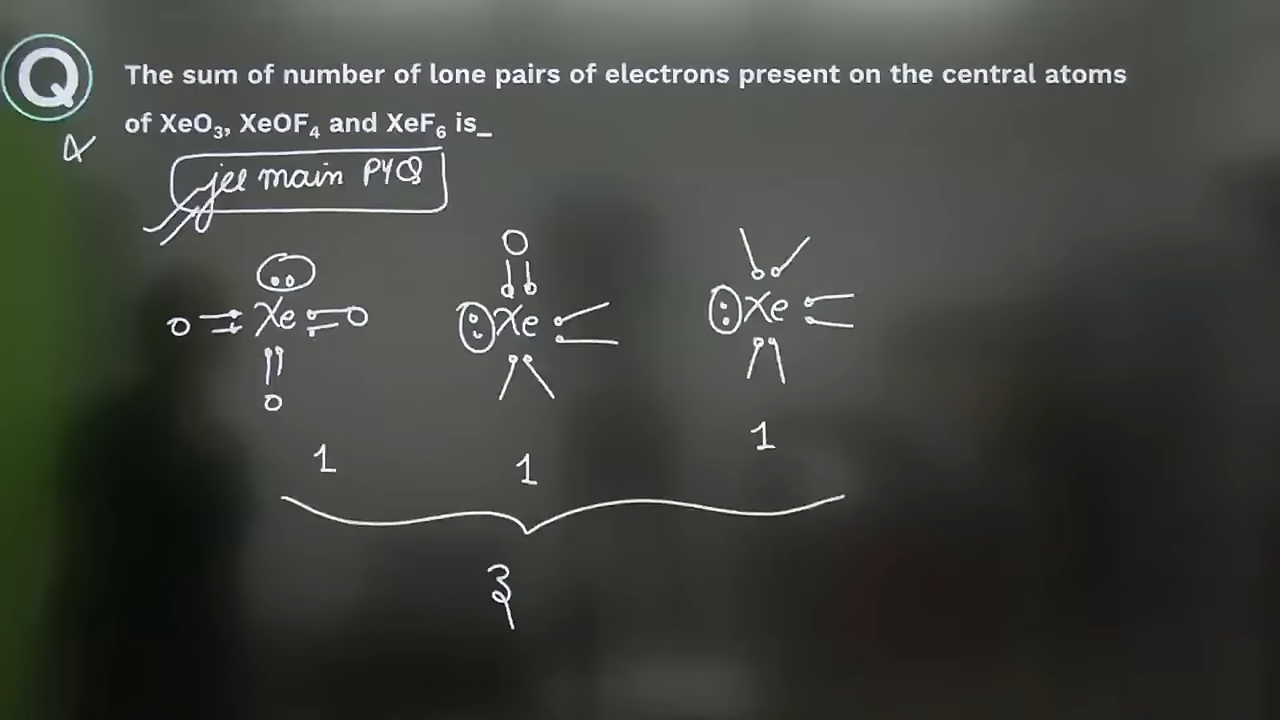 Q
The sum of number of lone pairs of electrons present on the central atoms
of XeO₃, XeOF₄ and XeF₆ is_
jee main PYQ
O
O Xe O
O
Xe
Xe
1
1
1
3